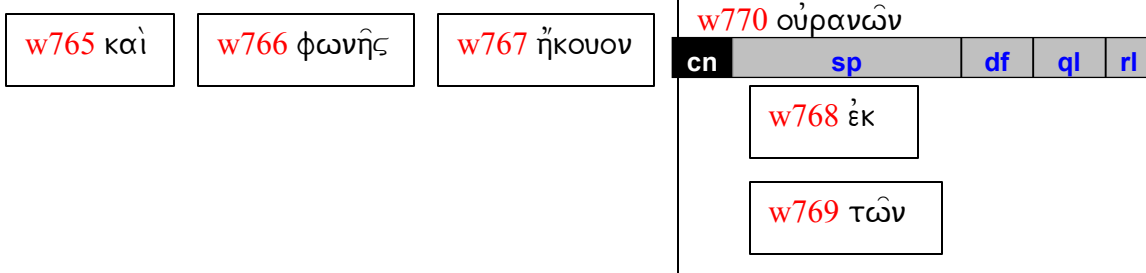 w765 καὶ
w766 φωνῆς
w767 ἤκουον
w770 οὐρανῶν
cn sp df ql rl
w768 ἐκ
w769 τῶν